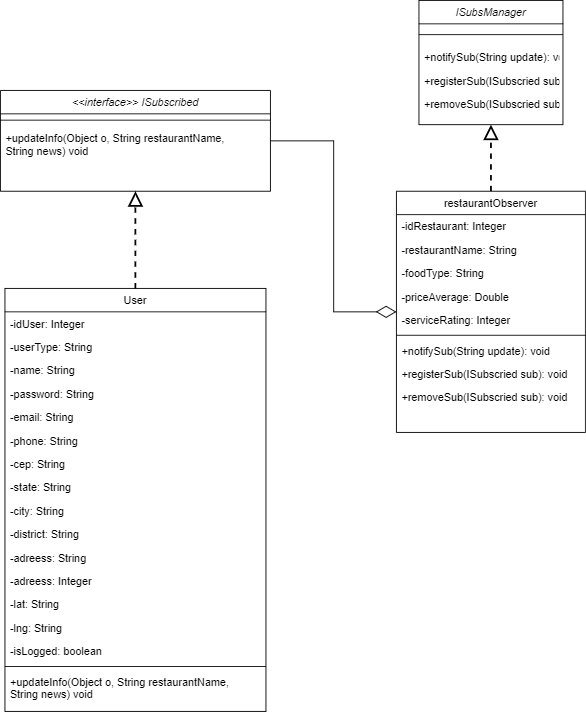 ISubsManager
+notifySub(String update): v
+registerSub(ISubscried sub
+removeSub(ISubscried sub
<<interface>> ISubscribed
+updateInfo(Object o, String restaurantName,
String news) void
restaurantObserver
-idRestaurant: Integer
-restaurantName: String
-foodType: String
-priceAverage: Double
-serviceRating: Integer
+notifySub(String update): void
+registerSub(ISubscried sub): void
+removeSub(ISubscried sub): void
User
-idUser: Integer
-userType: String
-name: String
-password: String
-email: String
-phone: String
-cep: String
-state: String
-city: String
-district: String
-adreess: String
-adreess: Integer
-lat: String
-lng: String
-isLogged: boolean
+updateInfo(Object o, String restaurantName,
String news) void